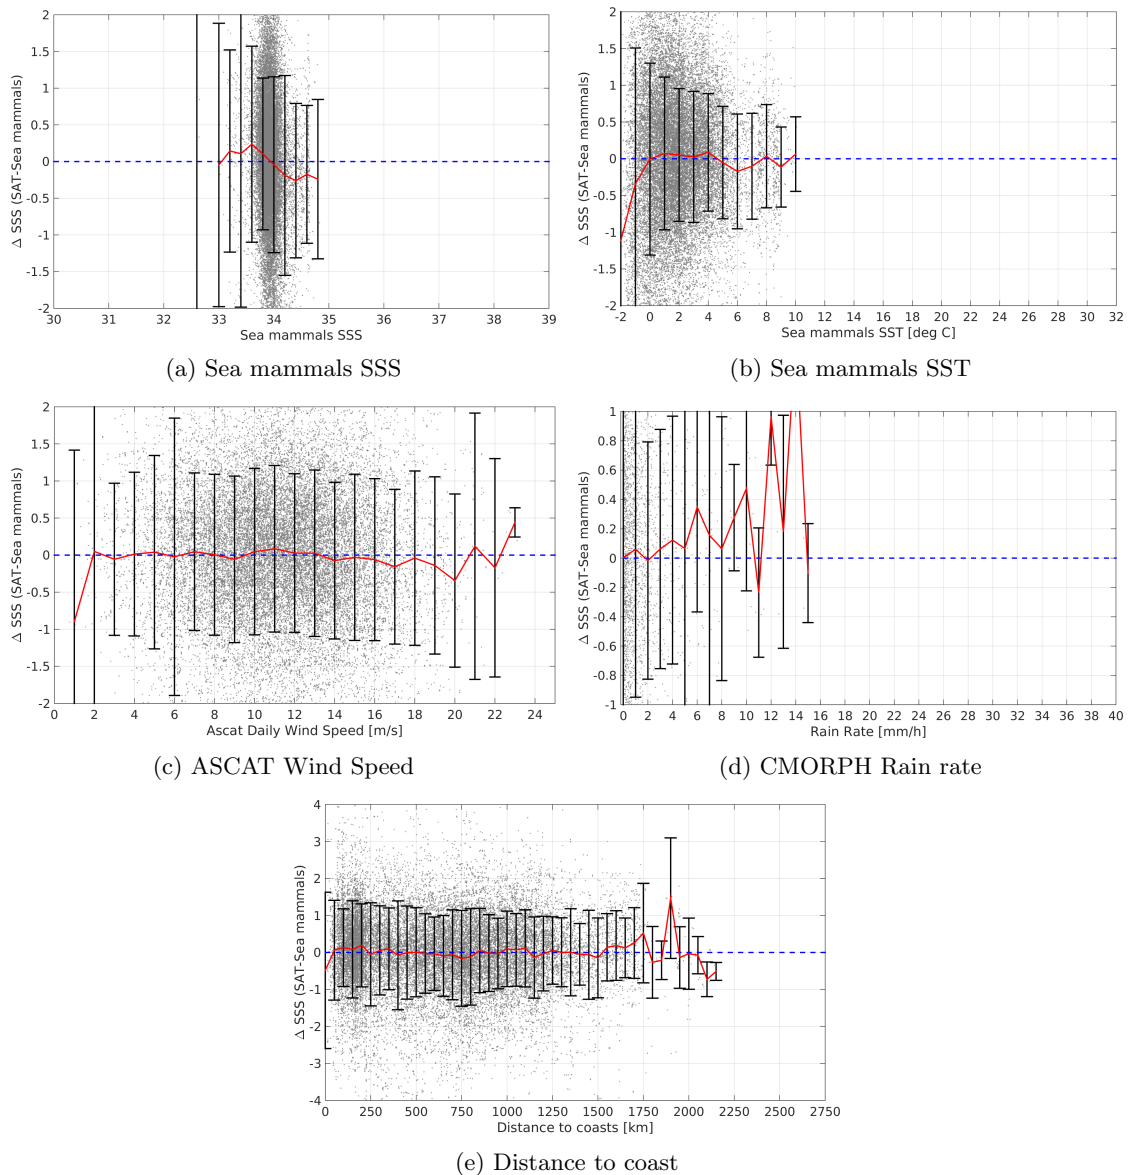 2
1.5
1
0.5
0
-0.5
-1
-1.5
-2
Δ SSS (SAT-Sea mammals)
30 31 32 33 34 35 36 37 38 39
Sea mammals SSS
(a) Sea mammals SSS
2
1.5
1
0.5
0
-0.5
-1
-1.5
-2
Δ SSS (SAT-Sea mammals)
-2 0 2 4 6 8 10 12 14 16 18 20 22 24 26 28 30 32
Sea mammals SST [deg C]
(b) Sea mammals SST
2
1.5
1
0.5
0
-0.5
-1
-1.5
-2
Δ SSS (SAT-Sea mammals)
0 2 4 6 8 10 12 14 16 18 20 22 24
Ascat Daily Wind Speed [m/s]
(c) ASCAT Wind Speed
1
0.8
0.6
0.4
0.2
0
-0.2
-0.4
-0.6
-0.8
-1
Δ SSS (SAT-Sea mammals)
0 2 4 6 8 10 12 14 16 18 20 22 24 26 28 30 32 34 36 38 40
Rain Rate [mm/h]
(d) CMORPH Rain rate
4
3
2
1
0
-1
-2
-3
-4
Δ SSS (SAT-Sea mammals)
0 250 500 750 1000 1250 1500 1750 2000 2250 2500 2750
Distance to coasts [km]
(e) Distance to coast